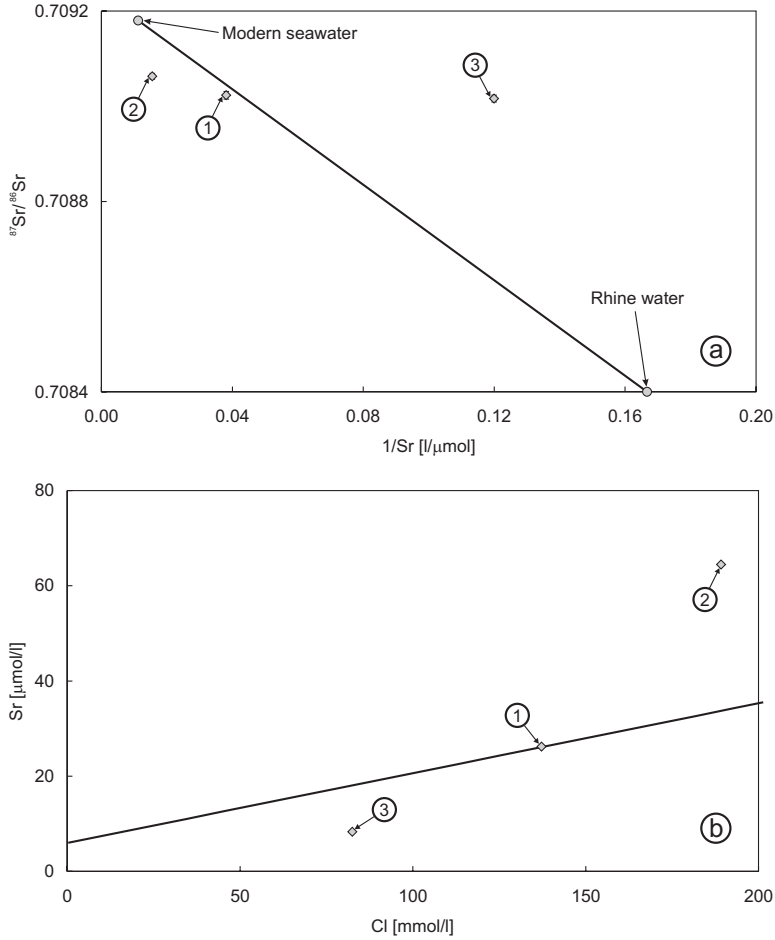 0.7092
Modern seawater
3
2
1
⁸⁷Sr/⁸⁶Sr
0.7088
Rhine water
a
0.7084
0.00 0.04 0.08 0.12 0.16 0.20
1/Sr [l/μmol]
80
60
2
Sr [μmol/l]
40
1
20
3
b
0
0 50 100 150 200
Cl [mmol/l]